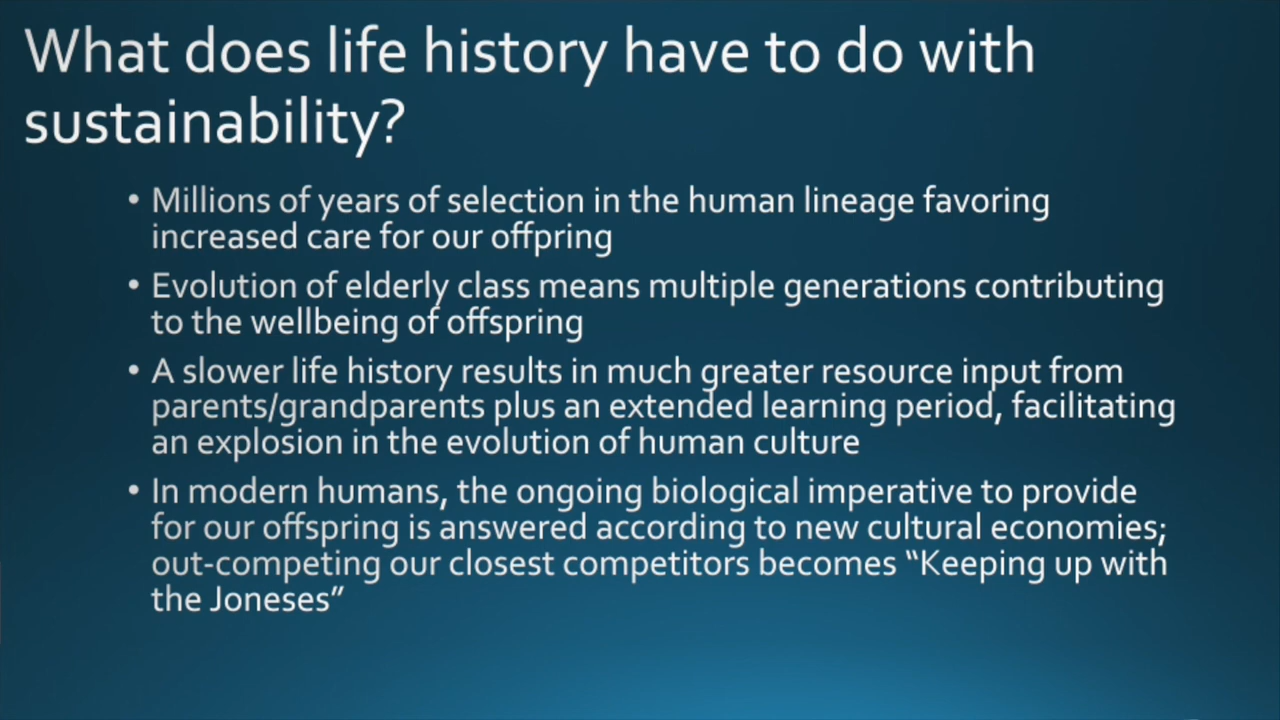 What does life history have to do with
sustainability?
• Millions of years of selection in the human lineage favoring
increased care for our offpring
• Evolution of elderly class means multiple generations contributing
to the wellbeing of offspring
• A slower life history results in much greater resource input from
parents/grandparents plus an extended learning period, facilitating
an explosion in the evolution of human culture
• In modern humans, the ongoing biological imperative to provide
for our offspring is answered according to new cultural economies;
out-competing our closest competitors becomes “Keeping up with
the Joneses”